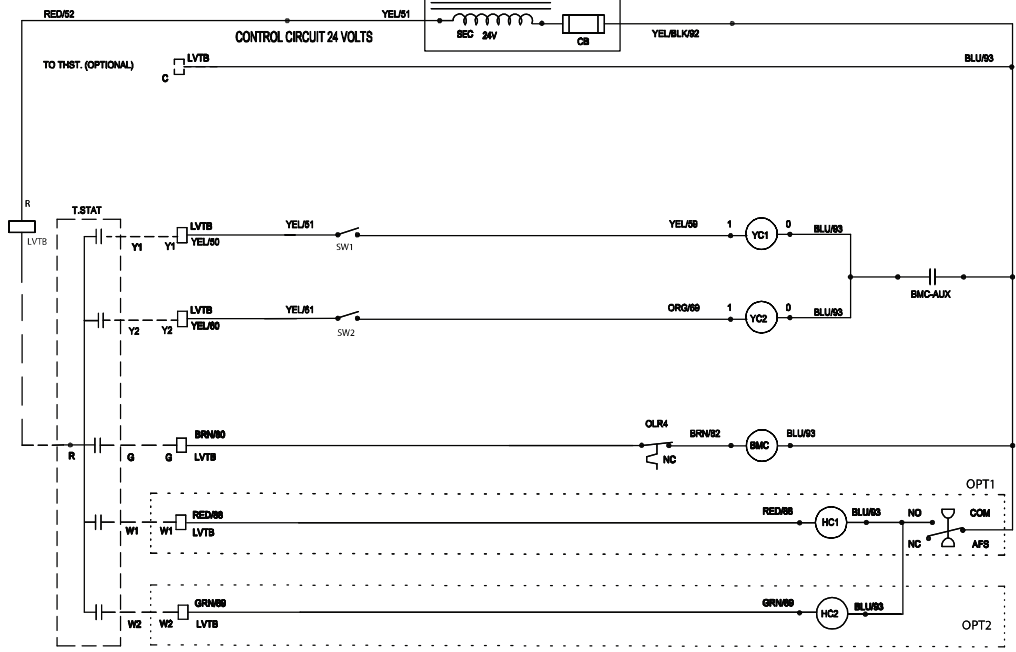 RED/52
YEL/51
SEC 24V
CB
YEL/BLK/92
CONTROL CIRCUIT 24 VOLTS
TO THST. (OPTIONAL)
LVTB
C
BLU/93
R
LVTB
T.STAT
Y1
Y1
LVTB
YEL/50
YEL/51
SW1
YEL/59
1
YC1
0
BLU/93
BMC-AUX
Y2
Y2
LVTB
YEL/60
YEL/61
SW2
ORG/69
1
YC2
0
BLU/93
R
G
G
BRN/80
LVTB
OLR4
NC
BRN/82
BMC
BLU/93
OPT1
W1
W1
RED/88
LVTB
RED/88
HC1
BLU/93
NO
COM
NC
AFS
W2
W2
GRN/89
LVTB
GRN/89
HC2
BLU/93
OPT2